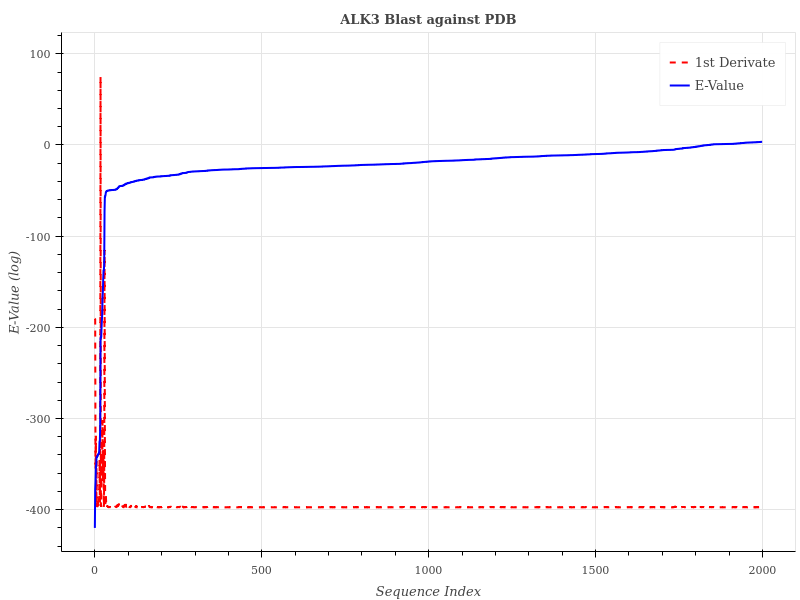 ALK3 Blast against PDB
1st Derivate
E-Value
100
0
-100
-200
-300
-400
E-Value (log)
0
500
1000
1500
2000
Sequence Index